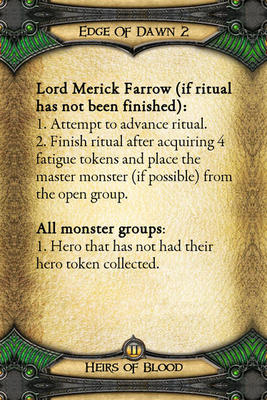 Edge Of Dawn 2
Lord Merick Farrow (if ritual
has not been finished):
1. Attempt to advance ritual.
2. Finish ritual after acquiring 4
fatigue tokens and place the
master monster (if possible) from
the open group.
All monster groups:
1. Hero that has not had their
hero token collected.
II
Heirs of Blood